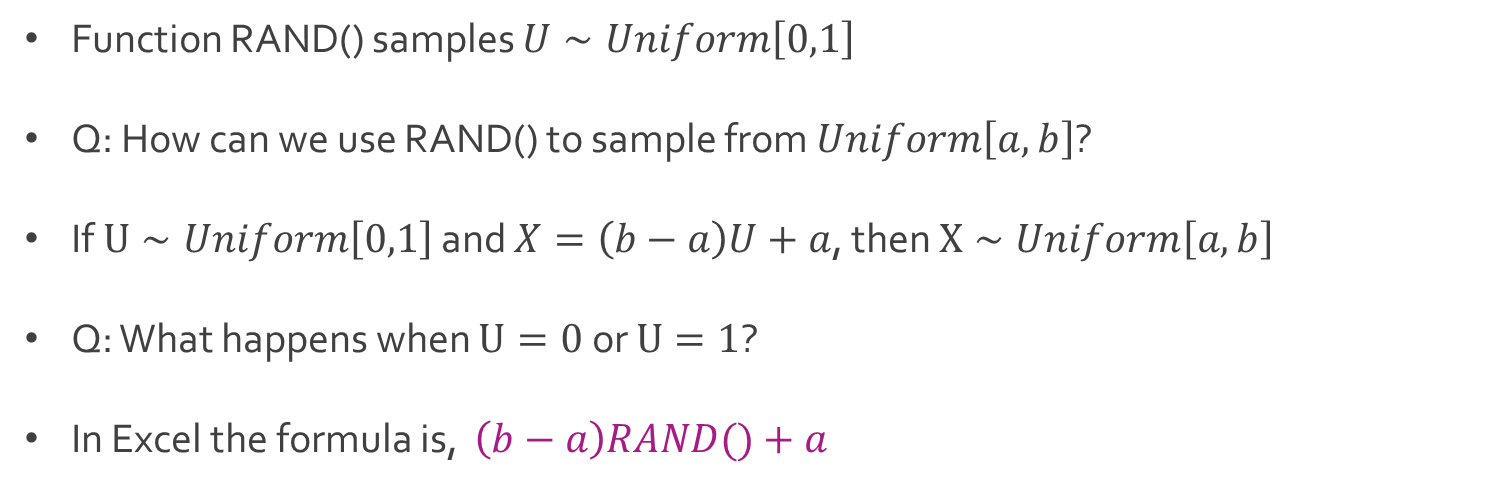 • Function RAND() samples 𝑈 ~ 𝑈𝑛𝑖𝑓𝑜𝑟𝑚[0,1]
• Q: How can we use RAND() to sample from 𝑈𝑛𝑖𝑓𝑜𝑟𝑚[𝑎, 𝑏]?
• If U ~ 𝑈𝑛𝑖𝑓𝑜𝑟𝑚[0,1] and 𝑋 = (𝑏 − 𝑎)𝑈 + 𝑎, then X ~ 𝑈𝑛𝑖𝑓𝑜𝑟𝑚[𝑎, 𝑏]
• Q: What happens when U = 0 or U = 1?
• In Excel the formula is, (𝑏 − 𝑎)𝑅𝐴𝑁𝐷() + 𝑎